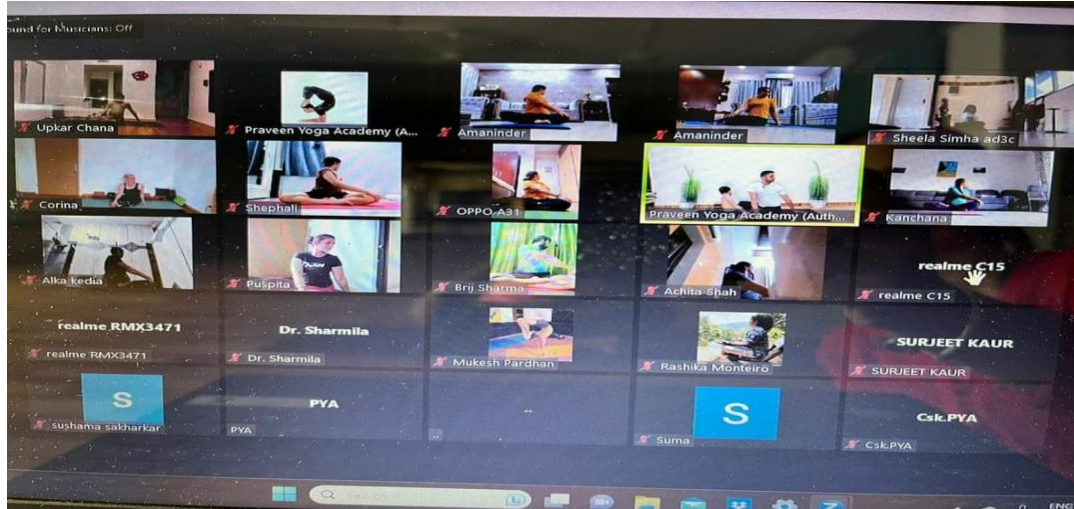 ound for Musicians: Off
Upkar Chana
Praveen Yoga Academy (A...
Amaninder
Amaninder
Sheela Simha ad3c
Corina
Shephali
OPPO A31
Praveen Yoga Academy (Auth...
Kanchana
Alka kedia
Puspita
Brij Sharma
Achita Shah
realme C15
realme C15
realme RMX3471
realme RMX3471
Dr. Sharmila
Dr. Sharmila
Mukesh Pardhan
Rashika Monteiro
SURJEET KAUR
SURJEET KAUR
S
sushama sakharkar
PYA
PYA
..
..
S
Suma
Csk.PYA
Csk.PYA
Search
ENG